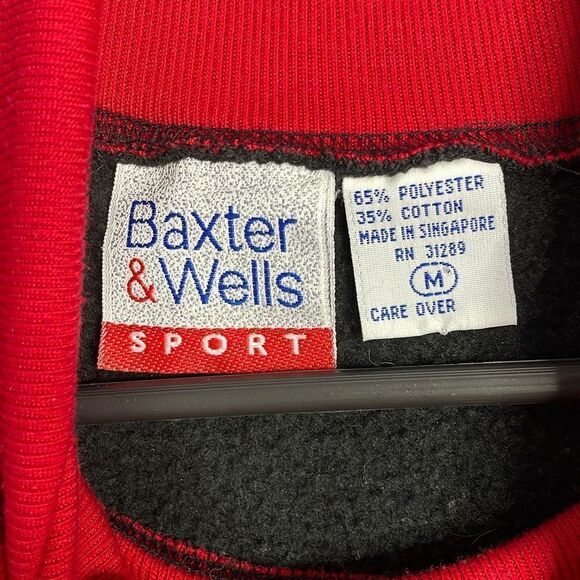 Baxter
& Wells
SPORT
65% POLYESTER
35% COTTON
MADE IN SINGAPORE
RN 31289
M
CARE OVER